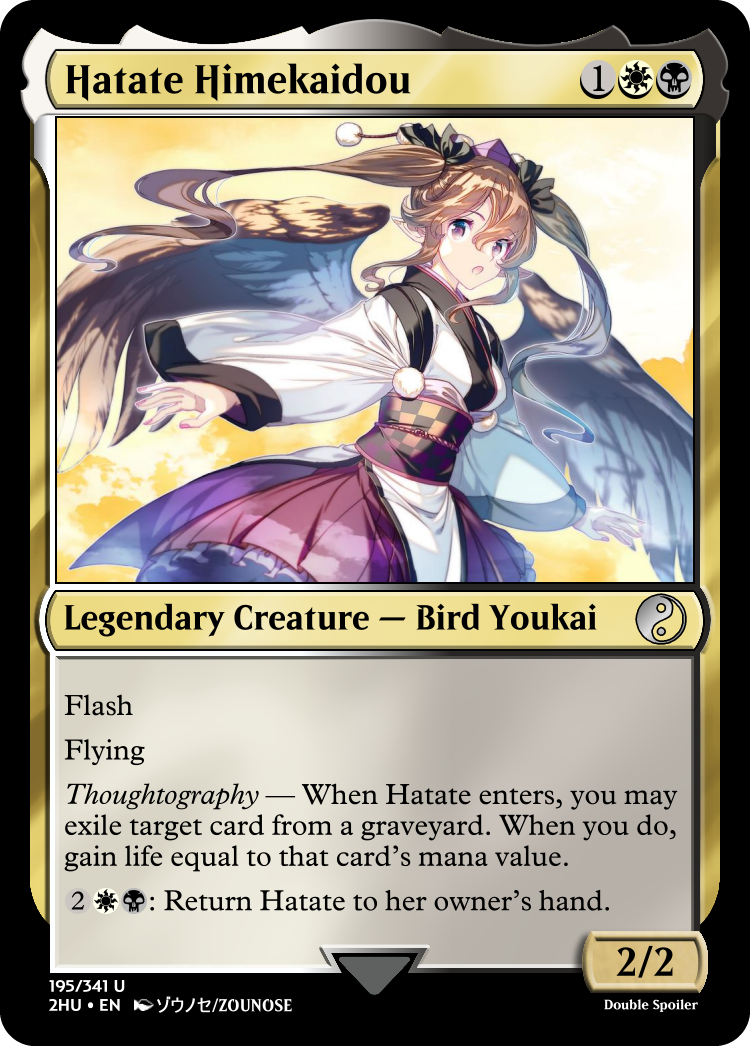 Hatate Himekaidou 1
Legendary Creature — Bird Youkai
Flash
Flying
Thoughtography — When Hatate enters, you may
exile target card from a graveyard. When you do,
gain life equal to that card's mana value.
2 : Return Hatate to her owner's hand.
2/2
195/341 U
2HU • EN ゾウノセ/ZOUNOSE
Double Spoiler